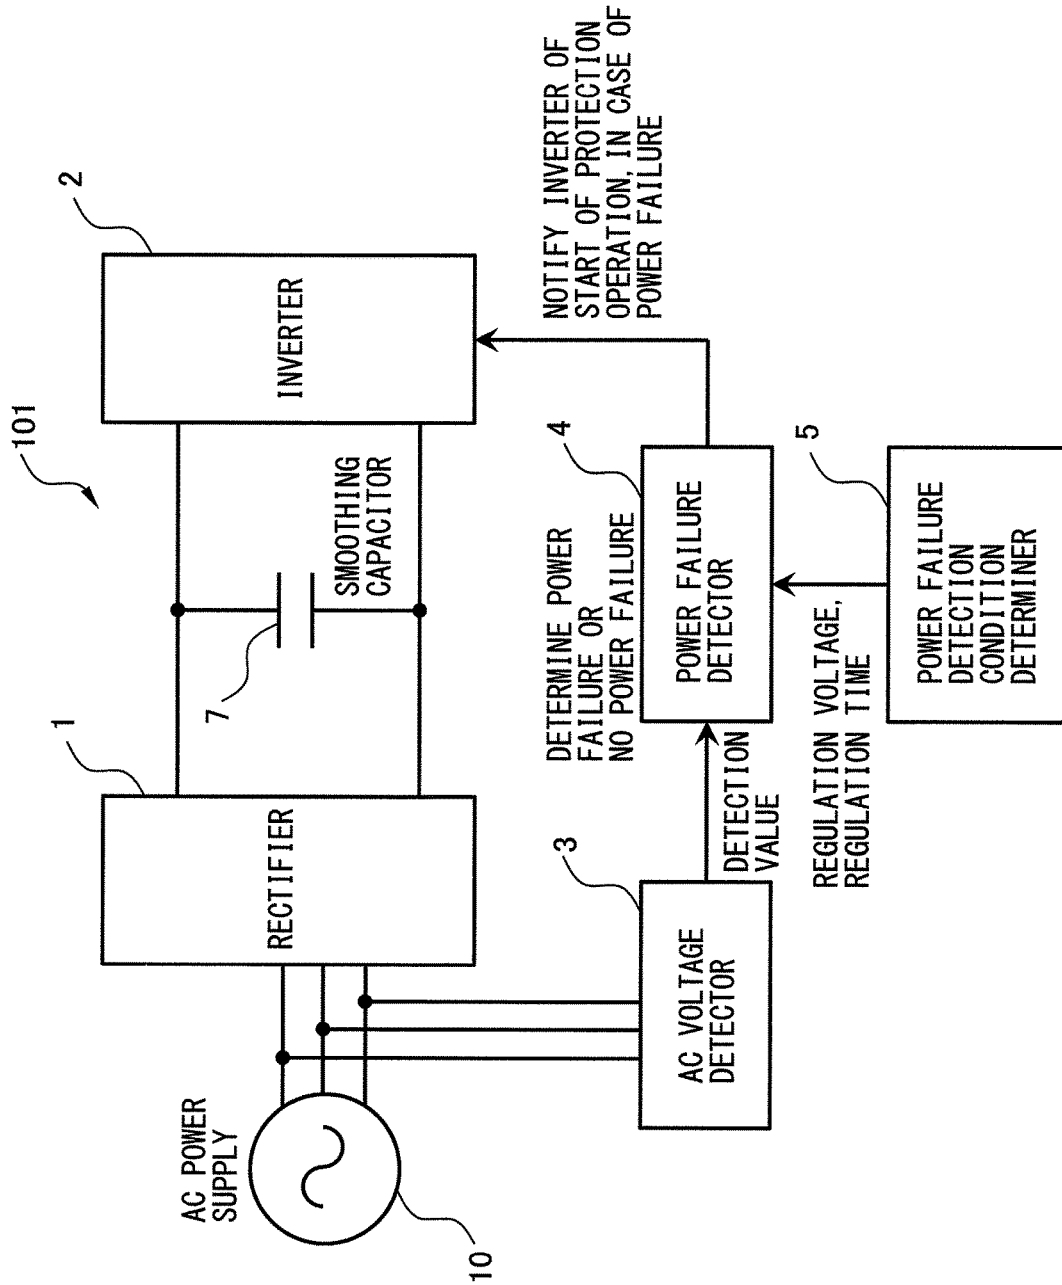 101
AC POWER
SUPPLY
10
1
RECTIFIER
7
SMOOTHING
CAPACITOR
2
INVERTER
3
AC VOLTAGE
DETECTOR
DETECTION
VALUE
DETERMINE POWER
FAILURE OR
NO POWER FAILURE
4
POWER FAILURE
DETECTOR
NOTIFY INVERTER OF
START OF PROTECTION
OPERATION, IN CASE OF
POWER FAILURE
REGULATION VOLTAGE,
REGULATION TIME
5
POWER FAILURE
DETECTION
CONDITION
DETERMINER